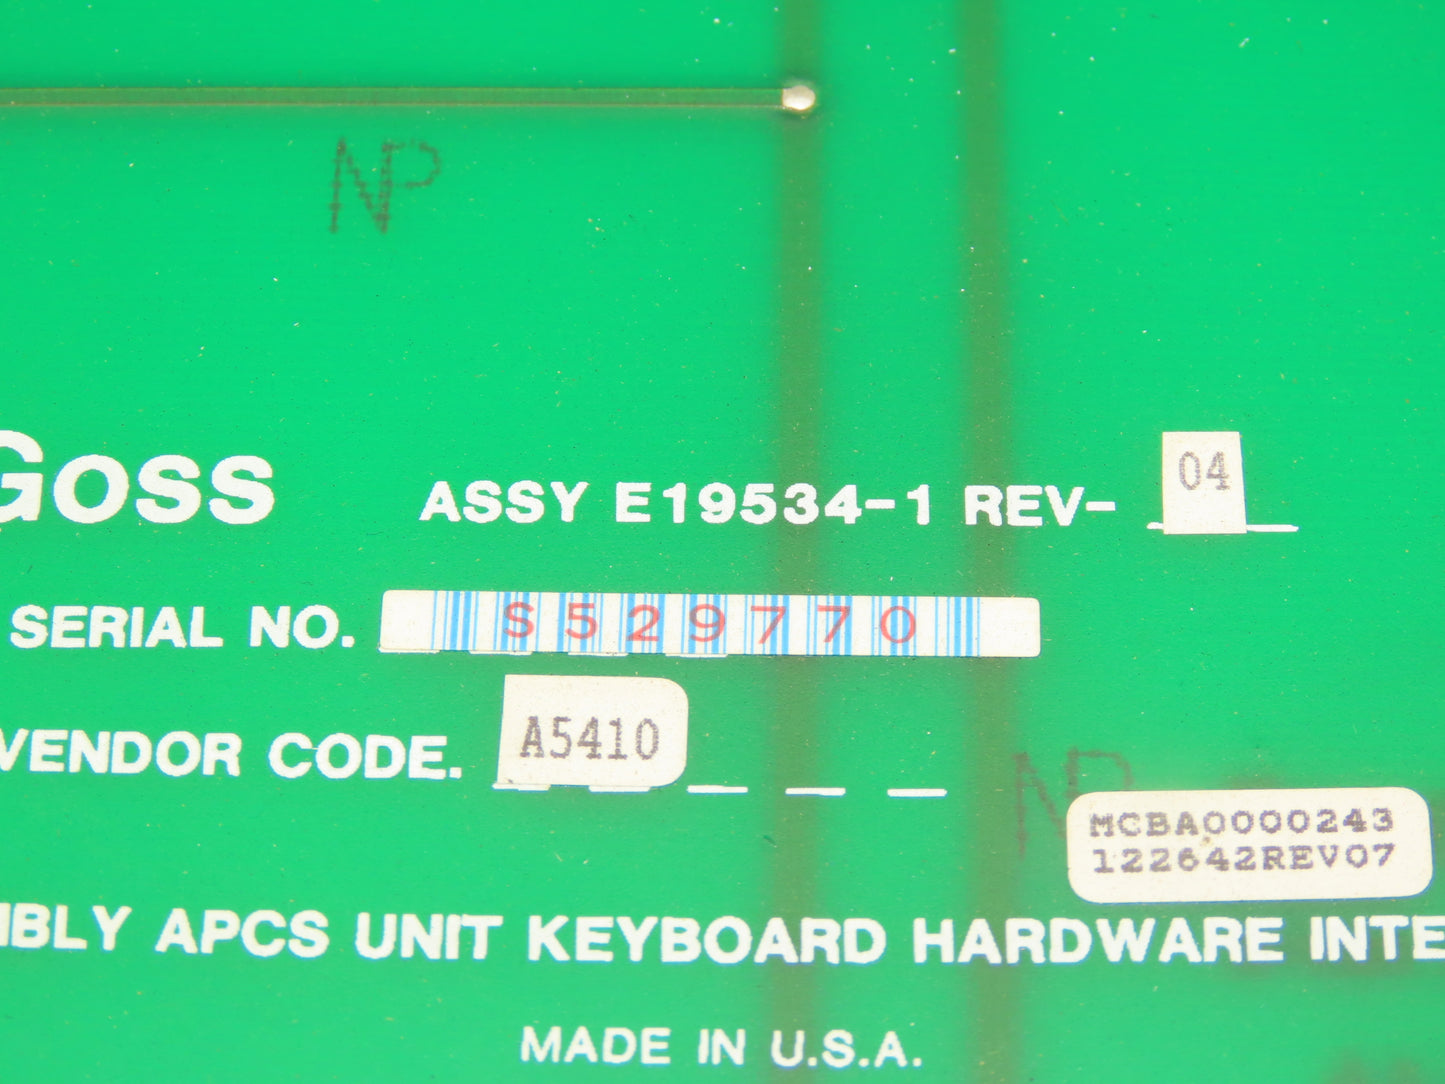 NP
GOSS ASSY E19534-1 REV- 04
SERIAL NO. S529770
VENDOR CODE. A5410
NP
MCBA0000243
122642REV07
MBLY APCS UNIT KEYBOARD HARDWARE INTE
MADE IN U.S.A.